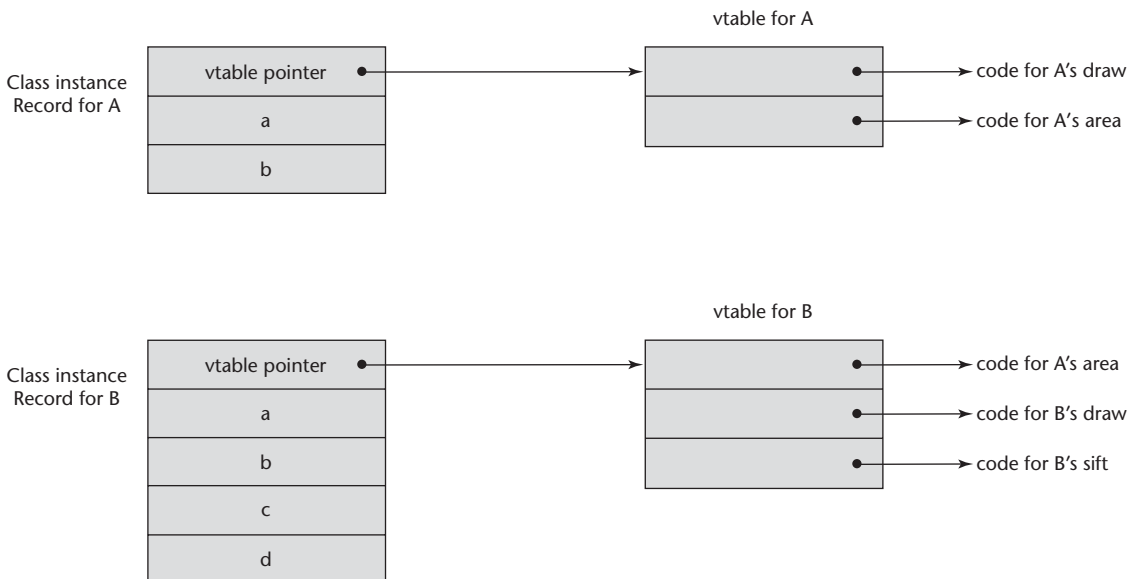 vtable for A
Class instance
Record for A
vtable pointer
a
b
code for A's draw
code for A's area
vtable for B
Class instance
Record for B
vtable pointer
a
b
c
d
code for A's area
code for B's draw
code for B's sift